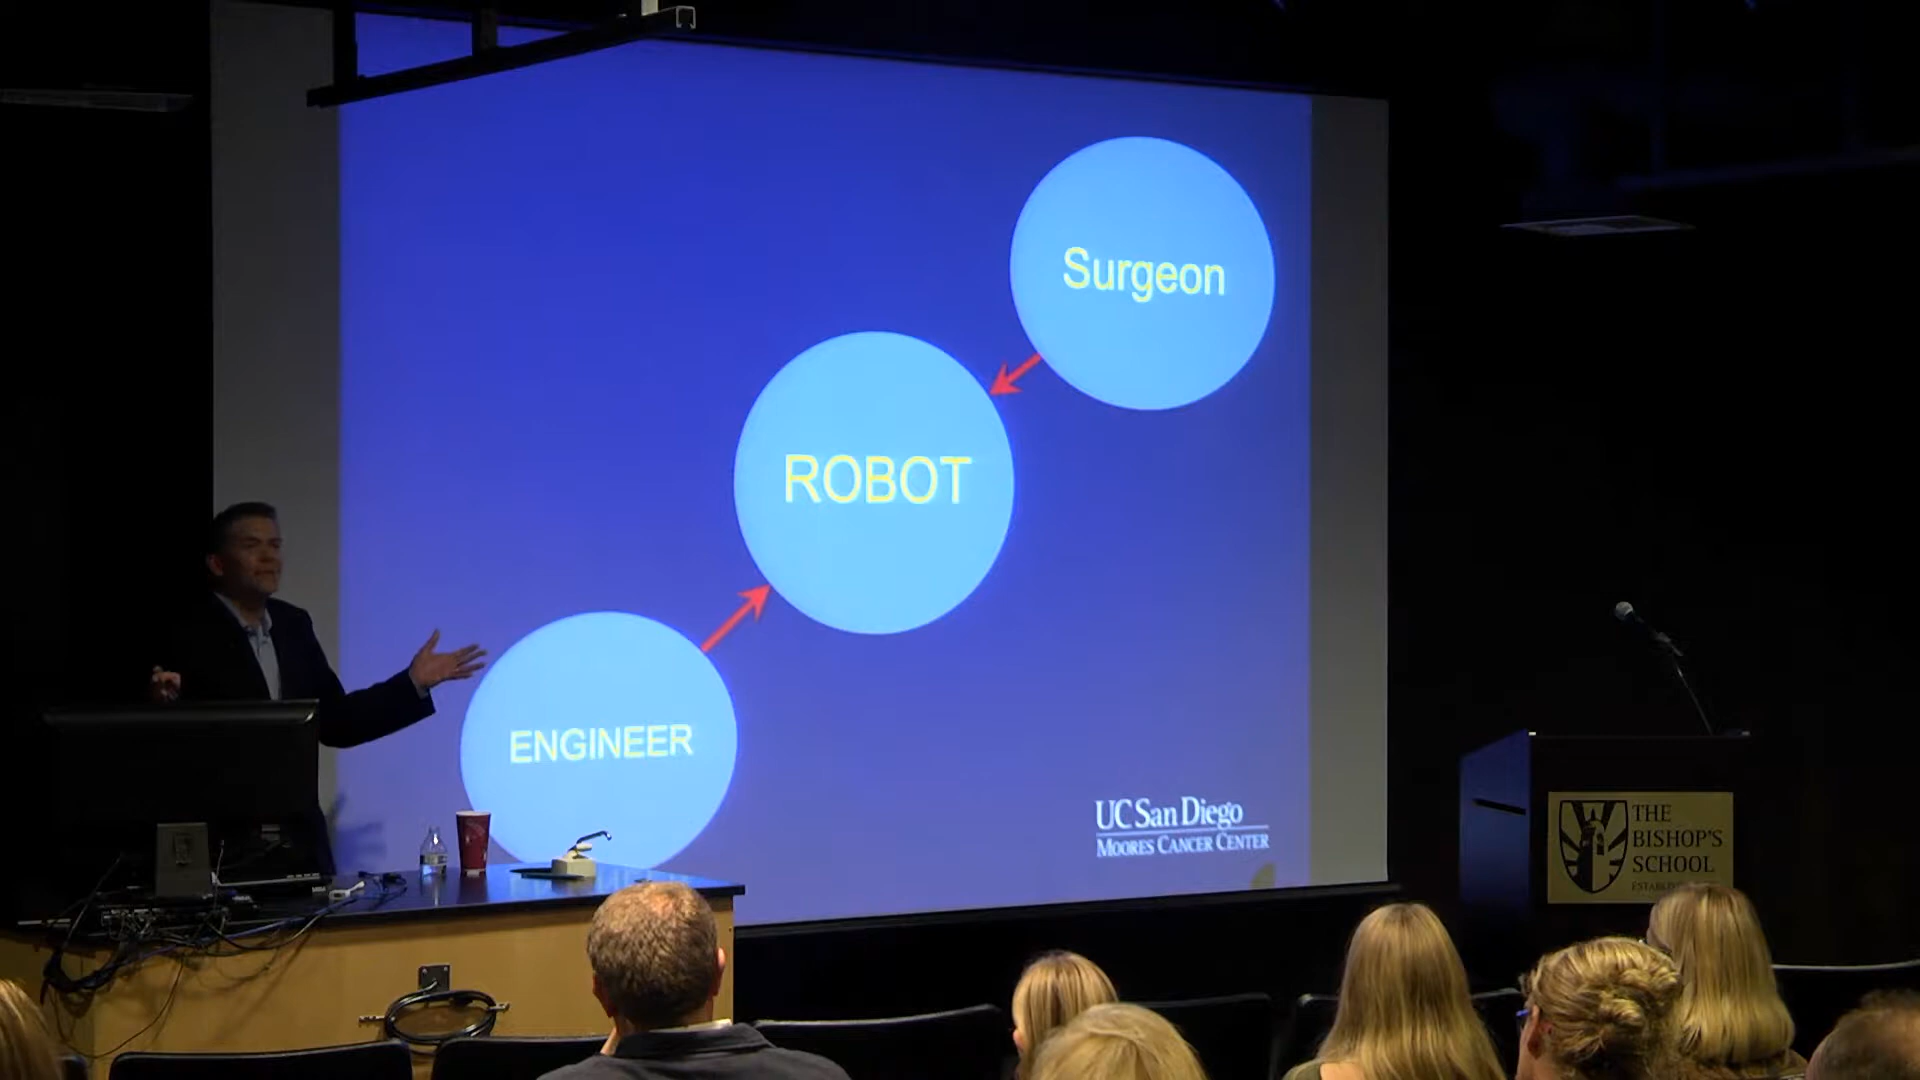 Surgeon
ROBOT
ENGINEER
UC San Diego
MOORES CANCER CENTER
THE
BISHOP'S
SCHOOL